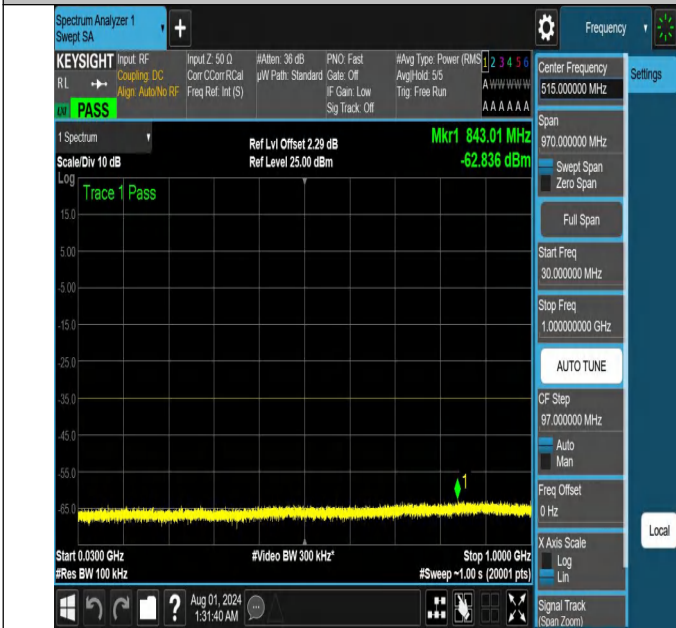 Spectrum Analyzer 1
Swept SA
+
Frequency
KEYSIGHT
RL
PASS
Input: RF
Coupling: DC
Align: Auto/No RF
Input Z: 50 Ω
Corr CCorr RCal
Freq Ref: Int (S)
#Atten: 36 dB
µW Path: Standard
PNO: Fast
Gate: Off
IF Gain: Low
Sig Track: Off
#Avg Type: Power (RMS
Avg|Hold: 5/5
Trig: Free Run
1 2 3 4 5 6
A W W W W W
A A A A A A
1 Spectrum
Scale/Div 10 dB
Ref Lvl Offset 2.29 dB
Ref Level 25.00 dBm
Mkr1 843.01 MHz
-62.836 dBm
Log
Trace 1 Pass
15.0
5.00
-5.00
-15.0
-25.0
-35.0
-45.0
-55.0
-65.0
1
Start 0.0300 GHz
#Res BW 100 kHz
#Video BW 300 kHz*
Stop 1.0000 GHz
#Sweep ~1.00 s (20001 pts)
?
Aug 01, 2024
1:31:40 AM
Center Frequency
515.000000 MHz
Span
970.000000 MHz
Swept Span
Zero Span
Full Span
Start Freq
30.000000 MHz
Stop Freq
1.000000000 GHz
AUTO TUNE
CF Step
97.000000 MHz
Auto
Man
Freq Offset
0 Hz
X Axis Scale
Log
Lin
Signal Track
(Span Zoom)
Settings
Local